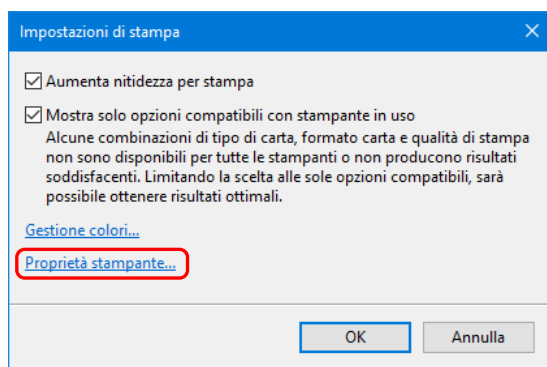 Impostazioni di stampa
Aumenta nitidezza per stampa
Mostra solo opzioni compatibili con stampante in uso
Alcune combinazioni di tipo di carta, formato carta e qualità di stampa
non sono disponibili per tutte le stampanti o non producono risultati
soddisfacenti. Limitando la scelta alle sole opzioni compatibili, sarà
possibile ottenere risultati ottimali.
Gestione colori...
Proprietà stampante...
OK Annulla